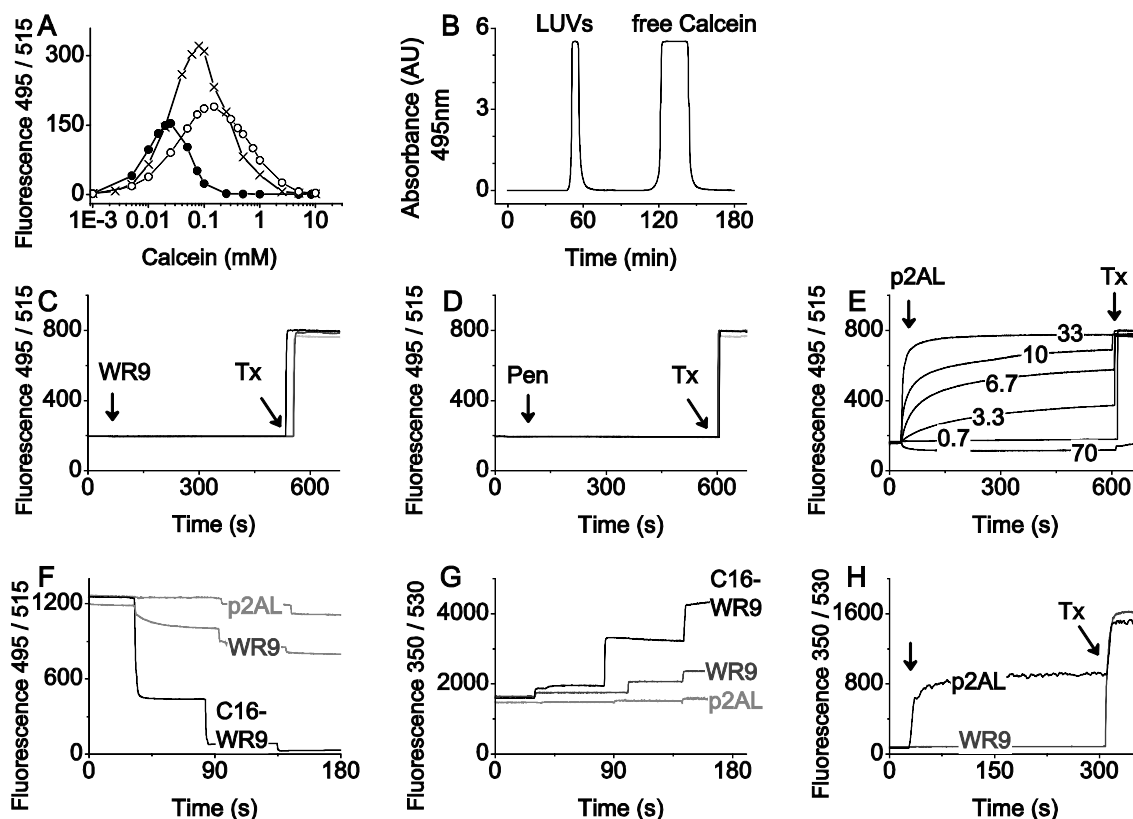 A
Fluorescence 495 / 515
300
150
0
1E-3 0.01 0.1 1 10
Calcein (mM)
B
LUVs free Calcein
Absorbance (AU)
495nm
6
3
0
0 60 120 180
Time (min)
C
Fluorescence 495 / 515
800
400
0
WR9
Tx
0 300 600
Time (s)
D
Fluorescence 495 / 515
800
400
0
Pen
Tx
0 300 600
Time (s)
E
p2AL
Tx
Fluorescence 495 / 515
800
400
0
33
10
6.7
3.3
0.7
70
0 300 600
Time (s)
F
Fluorescence 495 / 515
1200
600
0
p2AL
WR9
C16-
WR9
0 90 180
Time (s)
G
Fluorescence 350 / 530
4000
2000
0
C16-
WR9
WR9
p2AL
0 90 180
Time (s)
H
Fluorescence 350 / 530
1600
800
0
Tx
p2AL
WR9
0 150 300
Time (s)